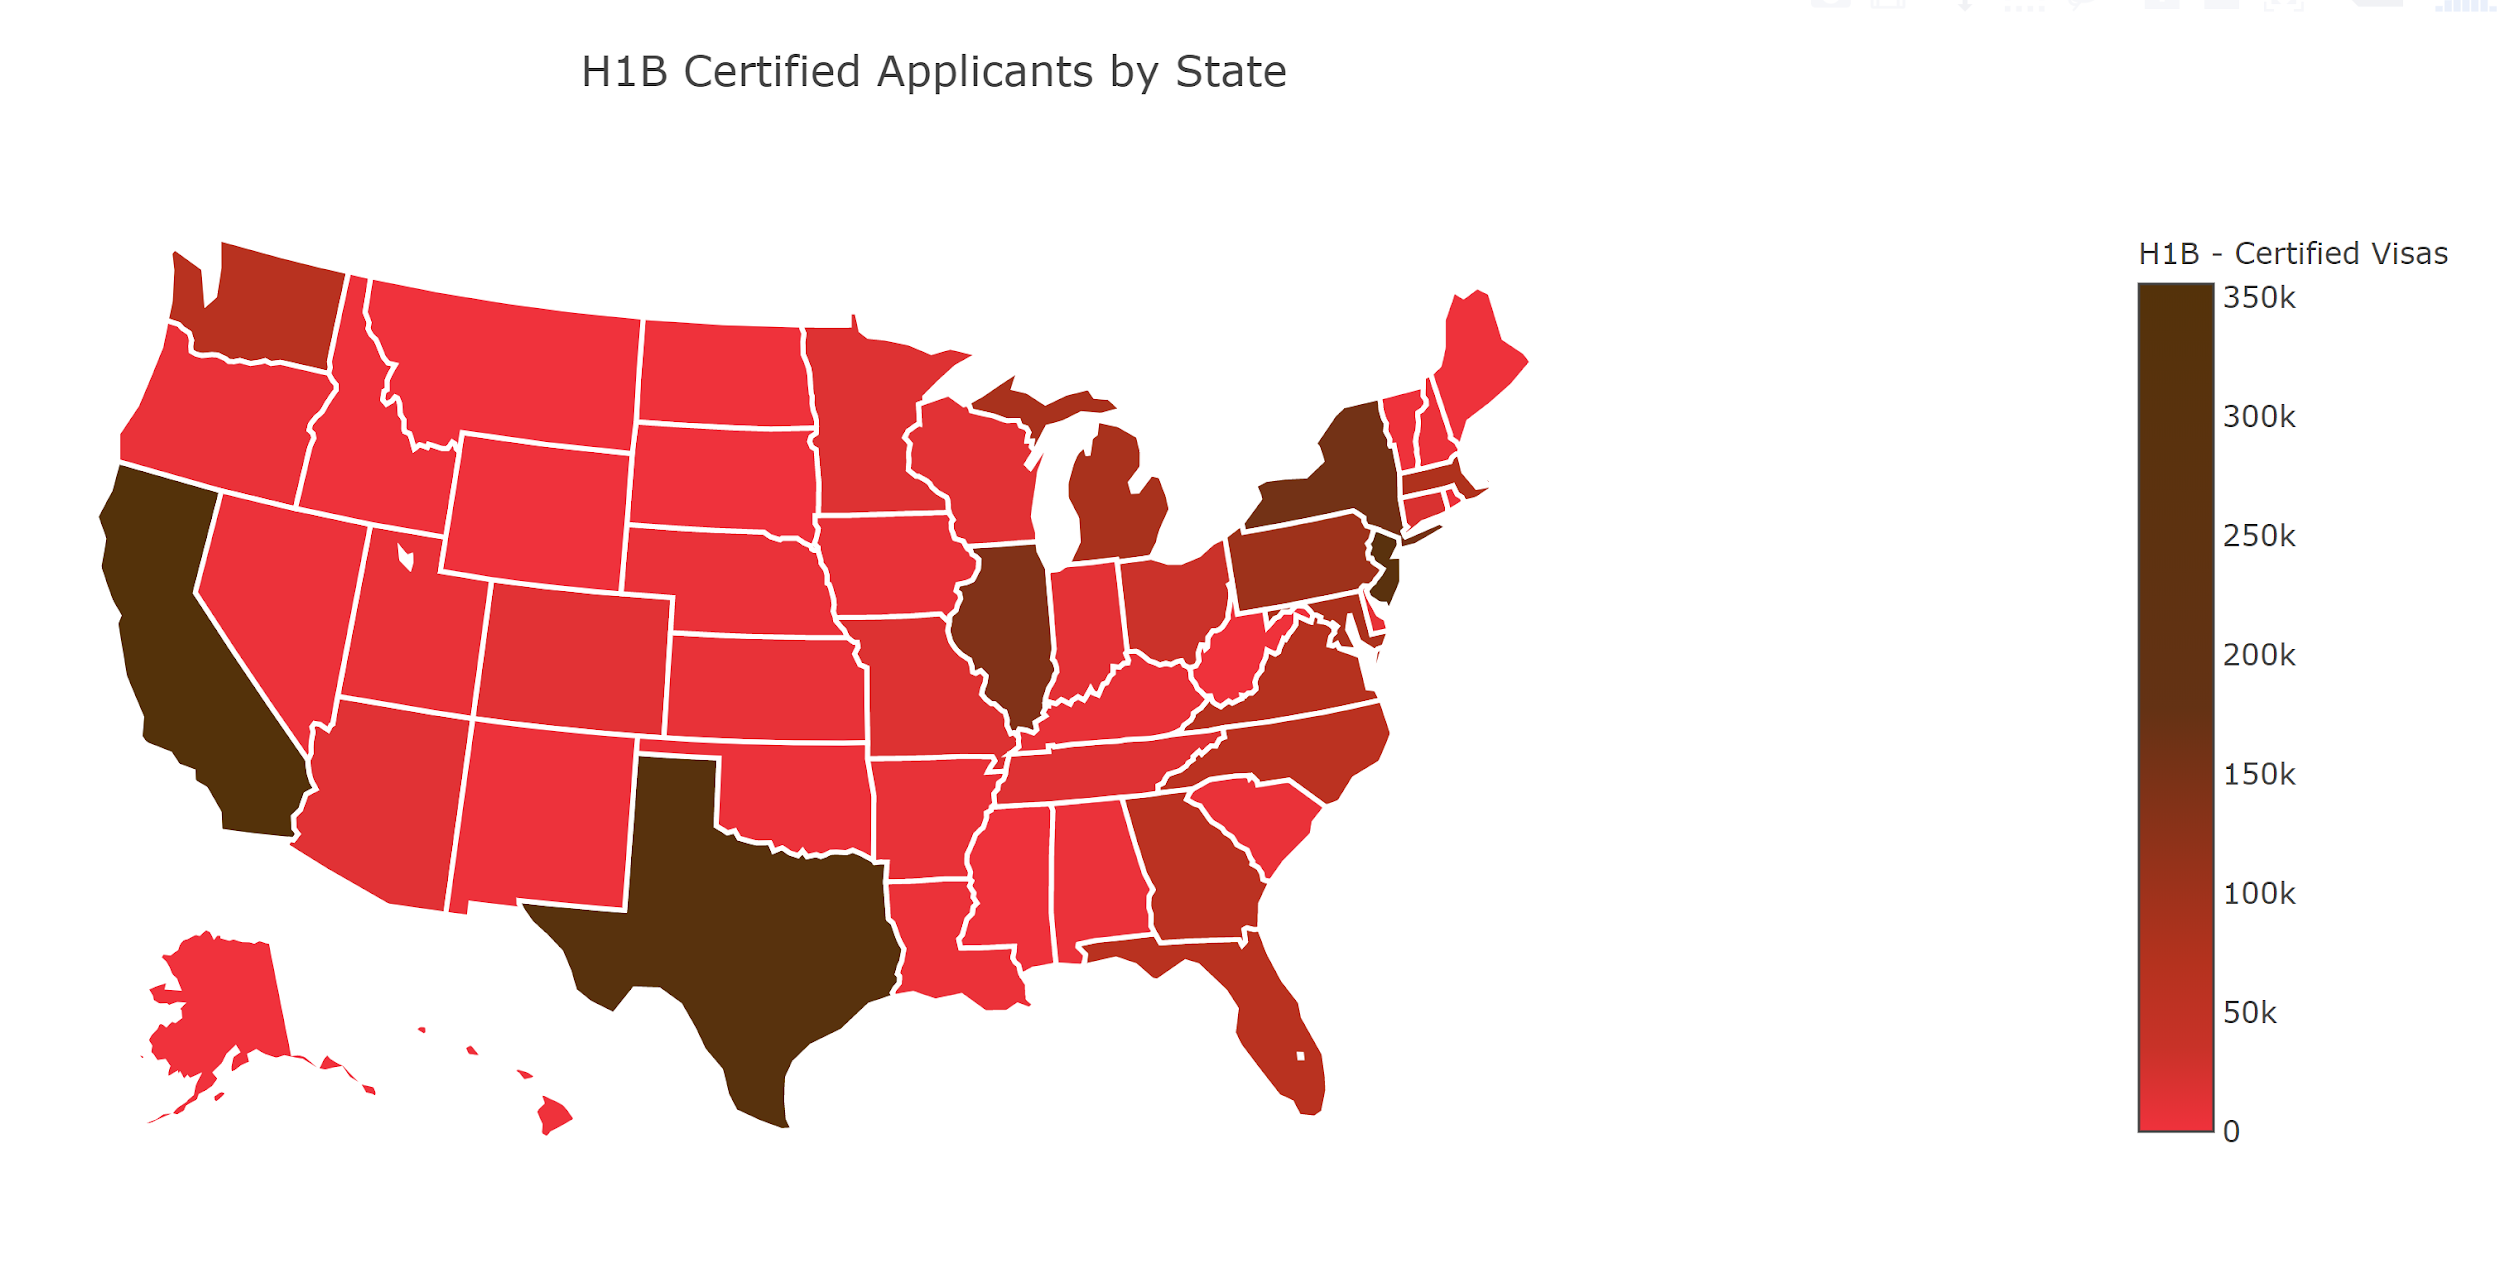 H1B Certified Applicants by State
H1B - Certified Visas
350k
300k
250k
200k
150k
100k
50k
0